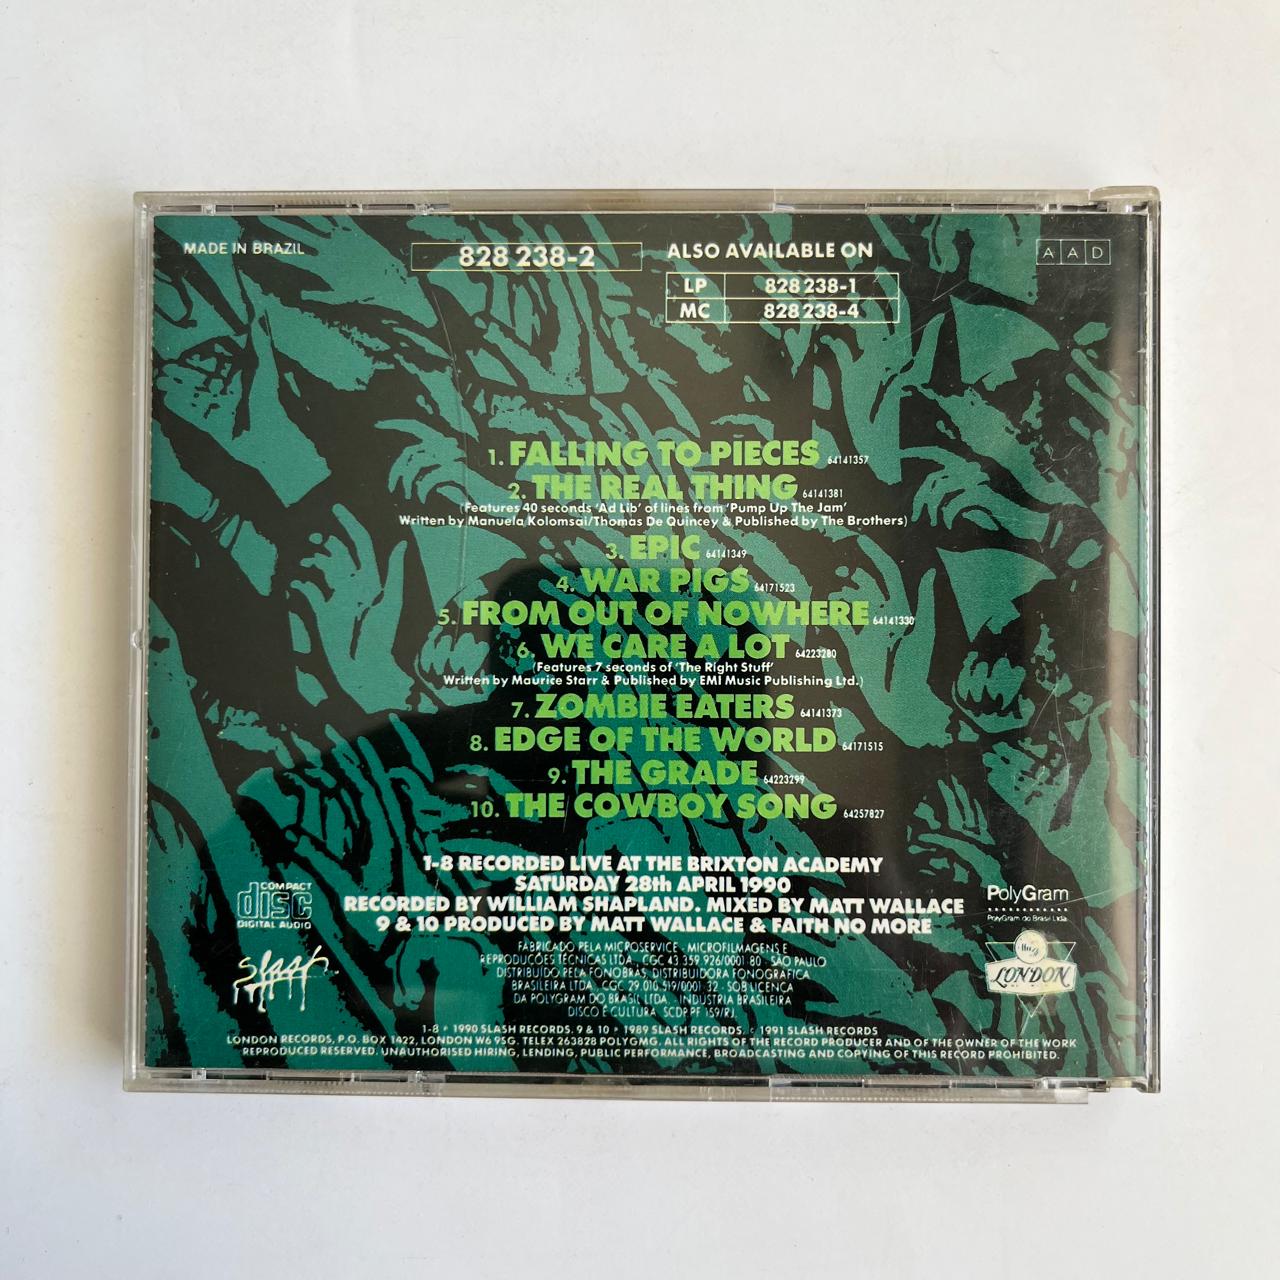 MADE IN BRAZIL
828 238-2
ALSO AVAILABLE ON
LP 828 238-1
MC 828 238-4
AAD
1. FALLING TO PIECES 64141357
2. THE REAL THING 64141381
(Features 40 seconds 'Ad Lib' of lines from 'Pump Up The Jam'
Written by Manuela Kolomsai/Thomas De Quincey & Published by The Brothers)
3. EPIC 64141349
4. WAR PIGS 64171523
5. FROM OUT OF NOWHERE 64141330
6. WE CARE A LOT 64223280
(Features 7 seconds of 'The Right Stuff'
Written by Maurice Starr & Published by EMI Music Publishing Ltd.)
7. ZOMBIE EATERS 64141373
8. EDGE OF THE WORLD 64171515
9. THE GRADE 64223299
10. THE COWBOY SONG 64257827
1-8 RECORDED LIVE AT THE BRIXTON ACADEMY
SATURDAY 28th APRIL 1990
RECORDED BY WILLIAM SHAPLAND. MIXED BY MATT WALLACE
9 & 10 PRODUCED BY MATT WALLACE & FAITH NO MORE
COMPACT
disc
DIGITAL AUDIO
Slash
PolyGram
PolyGram do Brasil Ltda.
LONDON
FABRICADO PELA MICROSERVICE - MICROFILMAGENS E
REPRODUÇÕES TÉCNICAS LTDA., CGC 43.359.926/0001-80 - SÃO PAULO
DISTRIBUÍDO PELA FONOBRÁS, DISTRIBUIDORA FONOGRÁFICA
BRASILEIRA LTDA., CGC 29.010.519/0001-32 - SOB LICENÇA
DA POLYGRAM DO BRASIL LTDA. - INDÚSTRIA BRASILEIRA
DISCO É CULTURA. SCDP-PF 159/RJ.
1-8 ℗ 1990 SLASH RECORDS. 9 & 10 ℗ 1989 SLASH RECORDS. © 1991 SLASH RECORDS
LONDON RECORDS, P.O. BOX 1422, LONDON W6 9SG. TELEX 263828 POLYGMG. ALL RIGHTS OF THE RECORD PRODUCER AND OF THE OWNER OF THE WORK
REPRODUCED RESERVED. UNAUTHORISED HIRING, LENDING, PUBLIC PERFORMANCE, BROADCASTING AND COPYING OF THIS RECORD PROHIBITED.